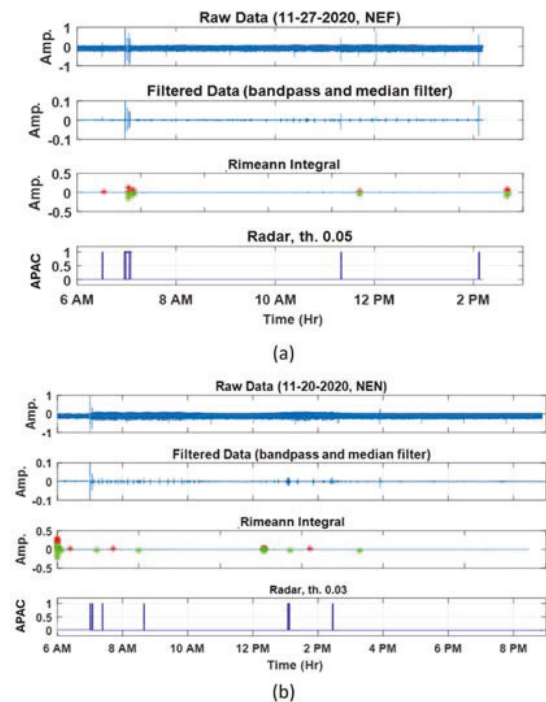 Raw Data (11-27-2020, NEF)
1
0
-1
Amp.
Filtered Data (bandpass and median filter)
0.1
0
-0.1
Amp.
Rimeann Integral
0.5
0
-0.5
Amp.
Radar, th. 0.05
1
0.5
0
APAC
6 AM 8 AM 10 AM 12 PM 2 PM
Time (Hr)
(a)
Raw Data (11-20-2020, NEN)
1
0
-1
Amp.
Filtered Data (bandpass and median filter)
0.1
0
-0.1
Amp.
Rimeann Integral
0.5
0
-0.5
Amp.
Radar, th. 0.03
1
0.5
0
APAC
6 AM 8 AM 10 AM 12 PM 2 PM 4 PM 6 PM 8 PM
Time (Hr)
(b)